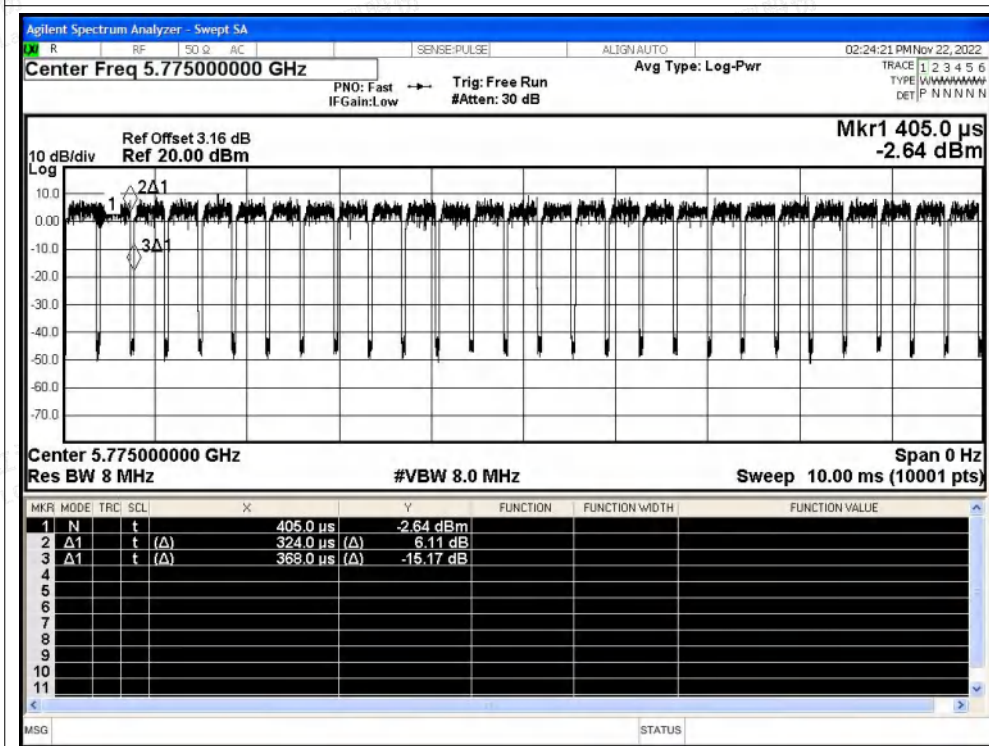 Agilent Spectrum Analyzer - Swept SA
R RF 50 Ω AC SENSE:PULSE ALIGN AUTO 02:24:21 PM Nov 22, 2022
Center Freq 5.775000000 GHz Avg Type: Log-Pwr TRACE 1 2 3 4 5 6
PNO: Fast Trig: Free Run TYPE
IFGain:Low #Atten: 30 dB DET P N N N N N
Mkr1 405.0 µs
Ref Offset 3.16 dB
10 dB/div Ref 20.00 dBm -2.64 dBm
Log
10.0
1 2Δ1
0.00
-10.0
3Δ1
-20.0
-30.0
-40.0
-50.0
-60.0
-70.0
Center 5.775000000 GHz Span 0 Hz
Res BW 8 MHz #VBW 8.0 MHz Sweep 10.00 ms (10001 pts)
MKR MODE TRC SCL X Y FUNCTION FUNCTION WIDTH FUNCTION VALUE
1 N t 405.0 µs -2.64 dBm
2 Δ1 t (Δ) 324.0 µs (Δ) 6.11 dB
3 Δ1 t (Δ) 368.0 µs (Δ) -15.17 dB
4
5
6
7
8
9
10
11
MSG STATUS